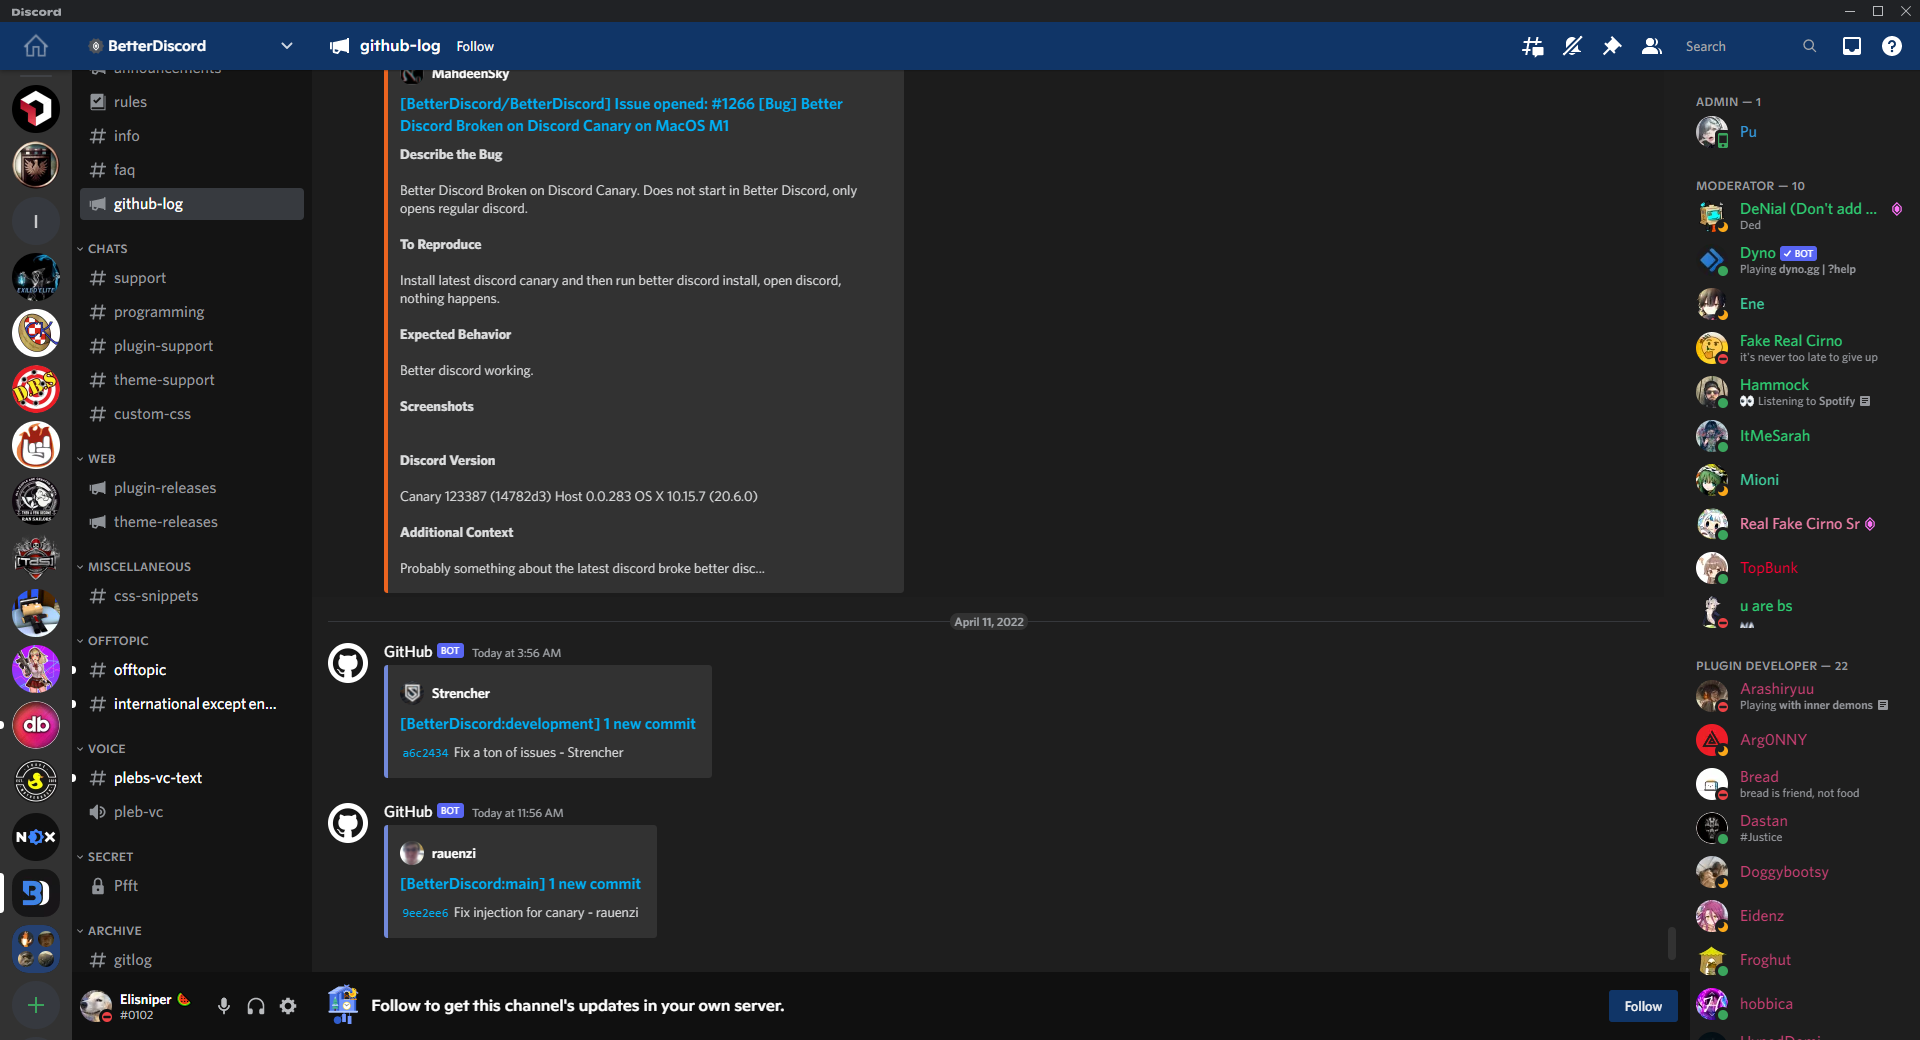 Discord
BetterDiscord
github-log Follow
Search
announcements
rules
info
faq
github-log
CHATS
support
programming
plugin-support
theme-support
custom-css
WEB
plugin-releases
theme-releases
MISCELLANEOUS
css-snippets
OFFTOPIC
offtopic
international except en...
VOICE
plebs-vc-text
pleb-vc
SECRET
Pfft
ARCHIVE
gitlog
I
EXILED ELITE
D.B.S
[TdS]
db
NOX
Elisniper
#0102
MahdeenSky
[BetterDiscord/BetterDiscord] Issue opened: #1266 [Bug] Better
Discord Broken on Discord Canary on MacOS M1
Describe the Bug
Better Discord Broken on Discord Canary. Does not start in Better Discord, only
opens regular discord.
To Reproduce
Install latest discord canary and then run better discord install, open discord,
nothing happens.
Expected Behavior
Better discord working.
Screenshots
Discord Version
Canary 123387 (14782d3) Host 0.0.283 OS X 10.15.7 (20.6.0)
Additional Context
Probably something about the latest discord broke better disc...
April 11, 2022
GitHub BOT Today at 3:56 AM
Strencher
[BetterDiscord:development] 1 new commit
a6c2434 Fix a ton of issues - Strencher
GitHub BOT Today at 11:56 AM
rauenzi
[BetterDiscord:main] 1 new commit
9ee2ee6 Fix injection for canary - rauenzi
Follow to get this channel's updates in your own server.
Follow
ADMIN — 1
Pu
MODERATOR — 10
DeNial (Don't add ...
Ded
Dyno BOT
Playing dyno.gg | ?help
Ene
Fake Real Cirno
it's never too late to give up
Hammock
👀 Listening to Spotify
ItMeSarah
Mioni
Real Fake Cirno Sr
TopBunk
u are bs
PLUGIN DEVELOPER — 22
Arashiryuu
Playing with inner demons
Arg0NNY
Bread
bread is friend, not food
Dastan
#Justice
Doggybootsy
Eidenz
Froghut
hobbica